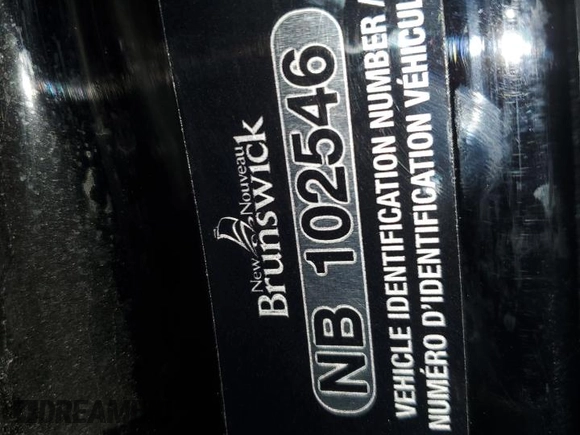 New Nouveau
Brunswick
NB 102546
VEHICLE IDENTIFICATION NUMBER /
NUMÉRO D'IDENTIFICATION